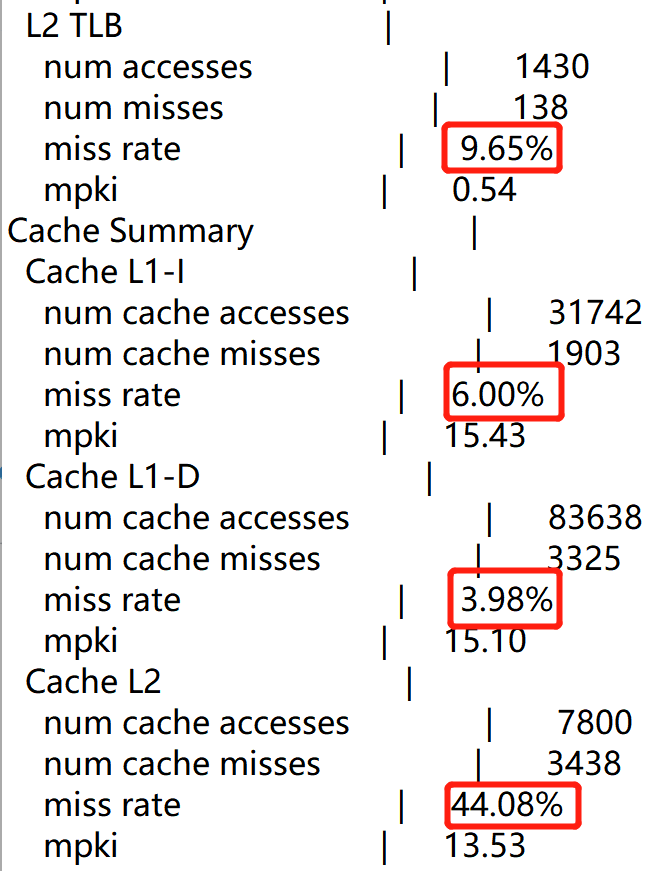 L2 TLB |
num accesses | 1430
num misses | 138
miss rate | 9.65%
mpki | 0.54
Cache Summary |
Cache L1-I |
num cache accesses | 31742
num cache misses | 1903
miss rate | 6.00%
mpki | 15.43
Cache L1-D |
num cache accesses | 83638
num cache misses | 3325
miss rate | 3.98%
mpki | 15.10
Cache L2 |
num cache accesses | 7800
num cache misses | 3438
miss rate | 44.08%
mpki | 13.53